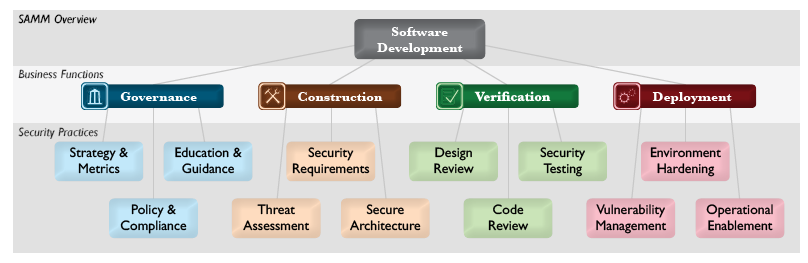 SAMM Overview
Software
Development
Business Functions
Governance
Construction
Verification
Deployment
Security Practices
Strategy &
Metrics
Education &
Guidance
Security
Requirements
Design
Review
Security
Testing
Environment
Hardening
Policy &
Compliance
Threat
Assessment
Secure
Architecture
Code
Review
Vulnerability
Management
Operational
Enablement